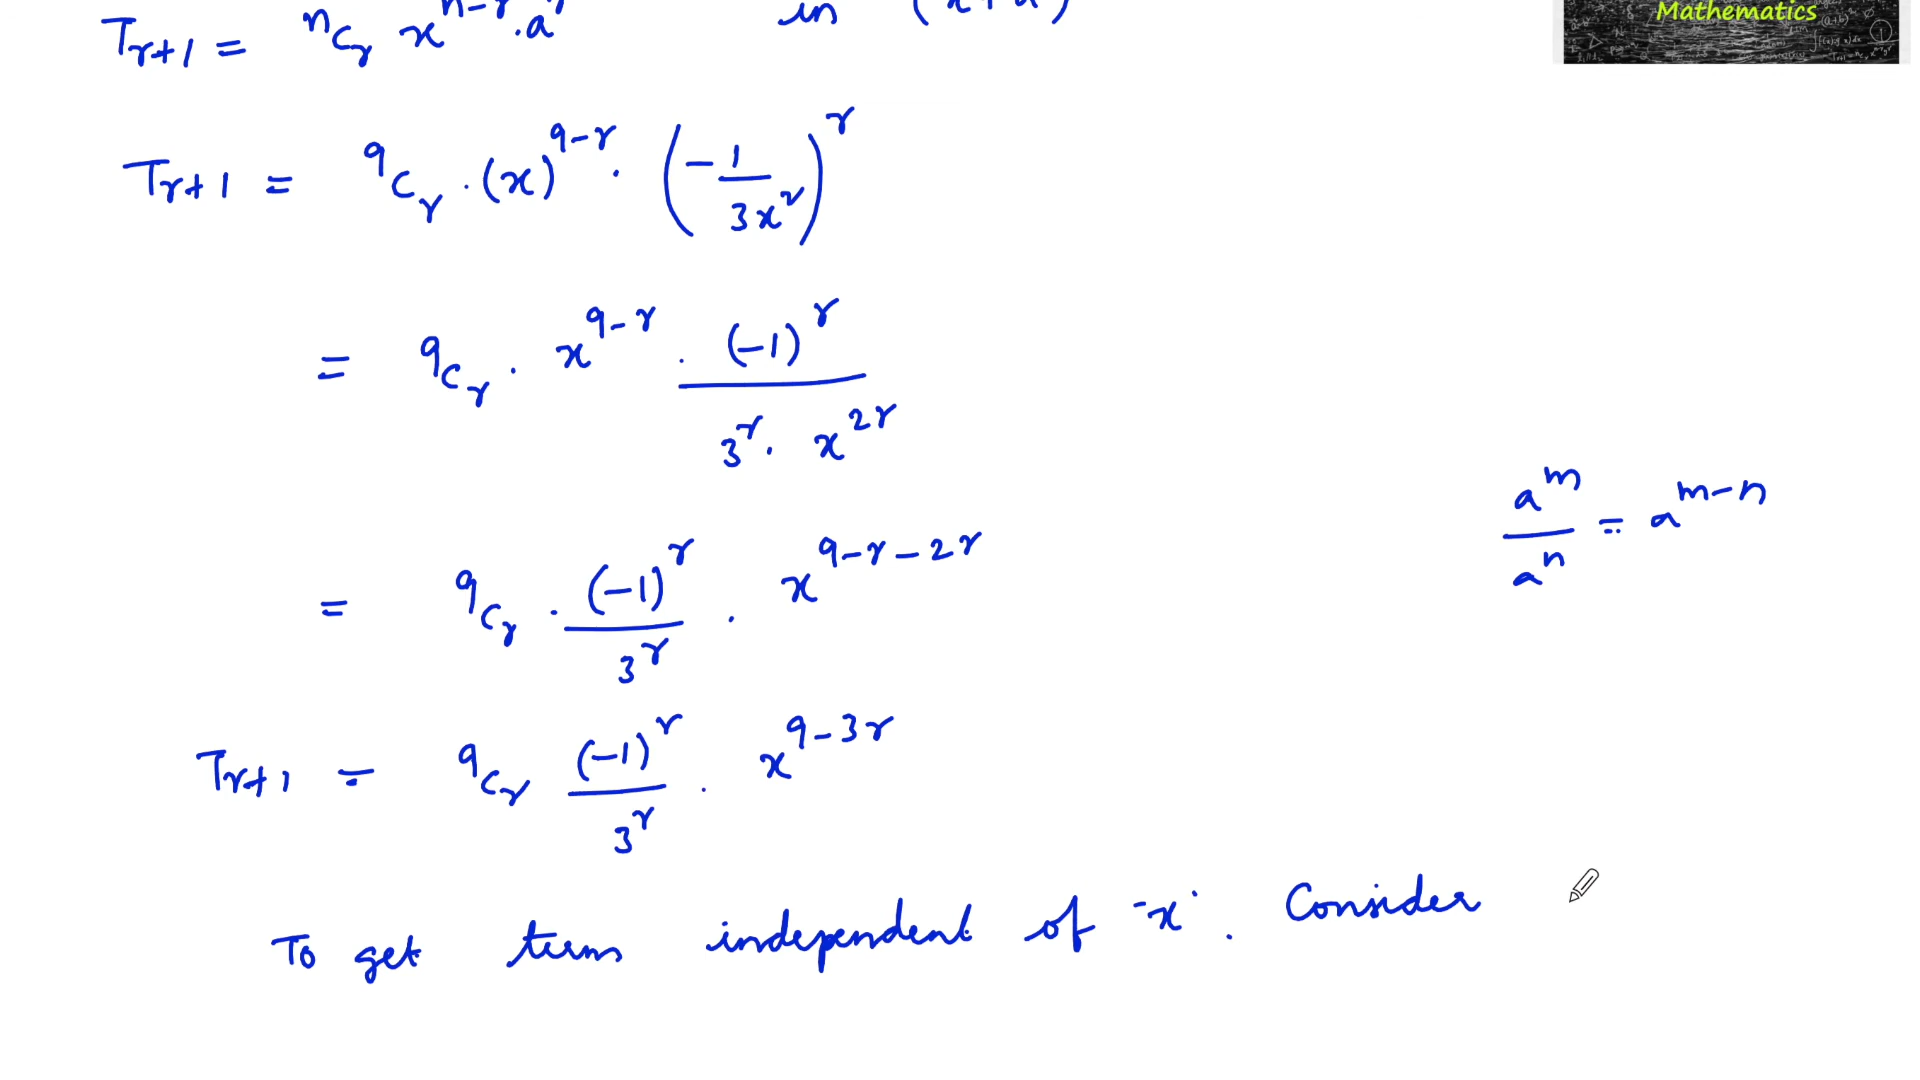 Tr+1 = nCr x^n-r . a^r in (x+a)
Mathematics
Tr+1 = 9Cr . (x)^9-r . (-1/3x^2)^r
= 9Cr . x^9-r . (-1)^r / 3^r . x^2r
a^m/a^n = a^m-n
= 9Cr . (-1)^r/3^r . x^9-r-2r
Tr+1 = 9Cr (-1)^r/3^r . x^9-3r
To get term independent of 'x'. Consider